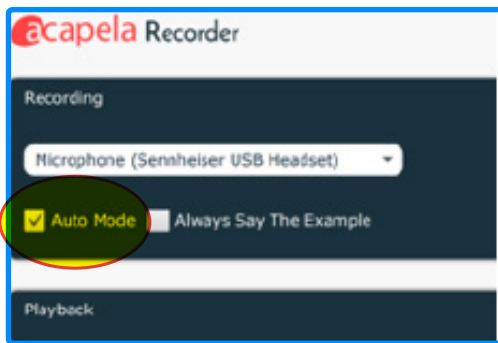 acapela Recorder
Recording
Microphone (Sennheiser USB Headset)
Auto Mode Always Say The Example
Playback